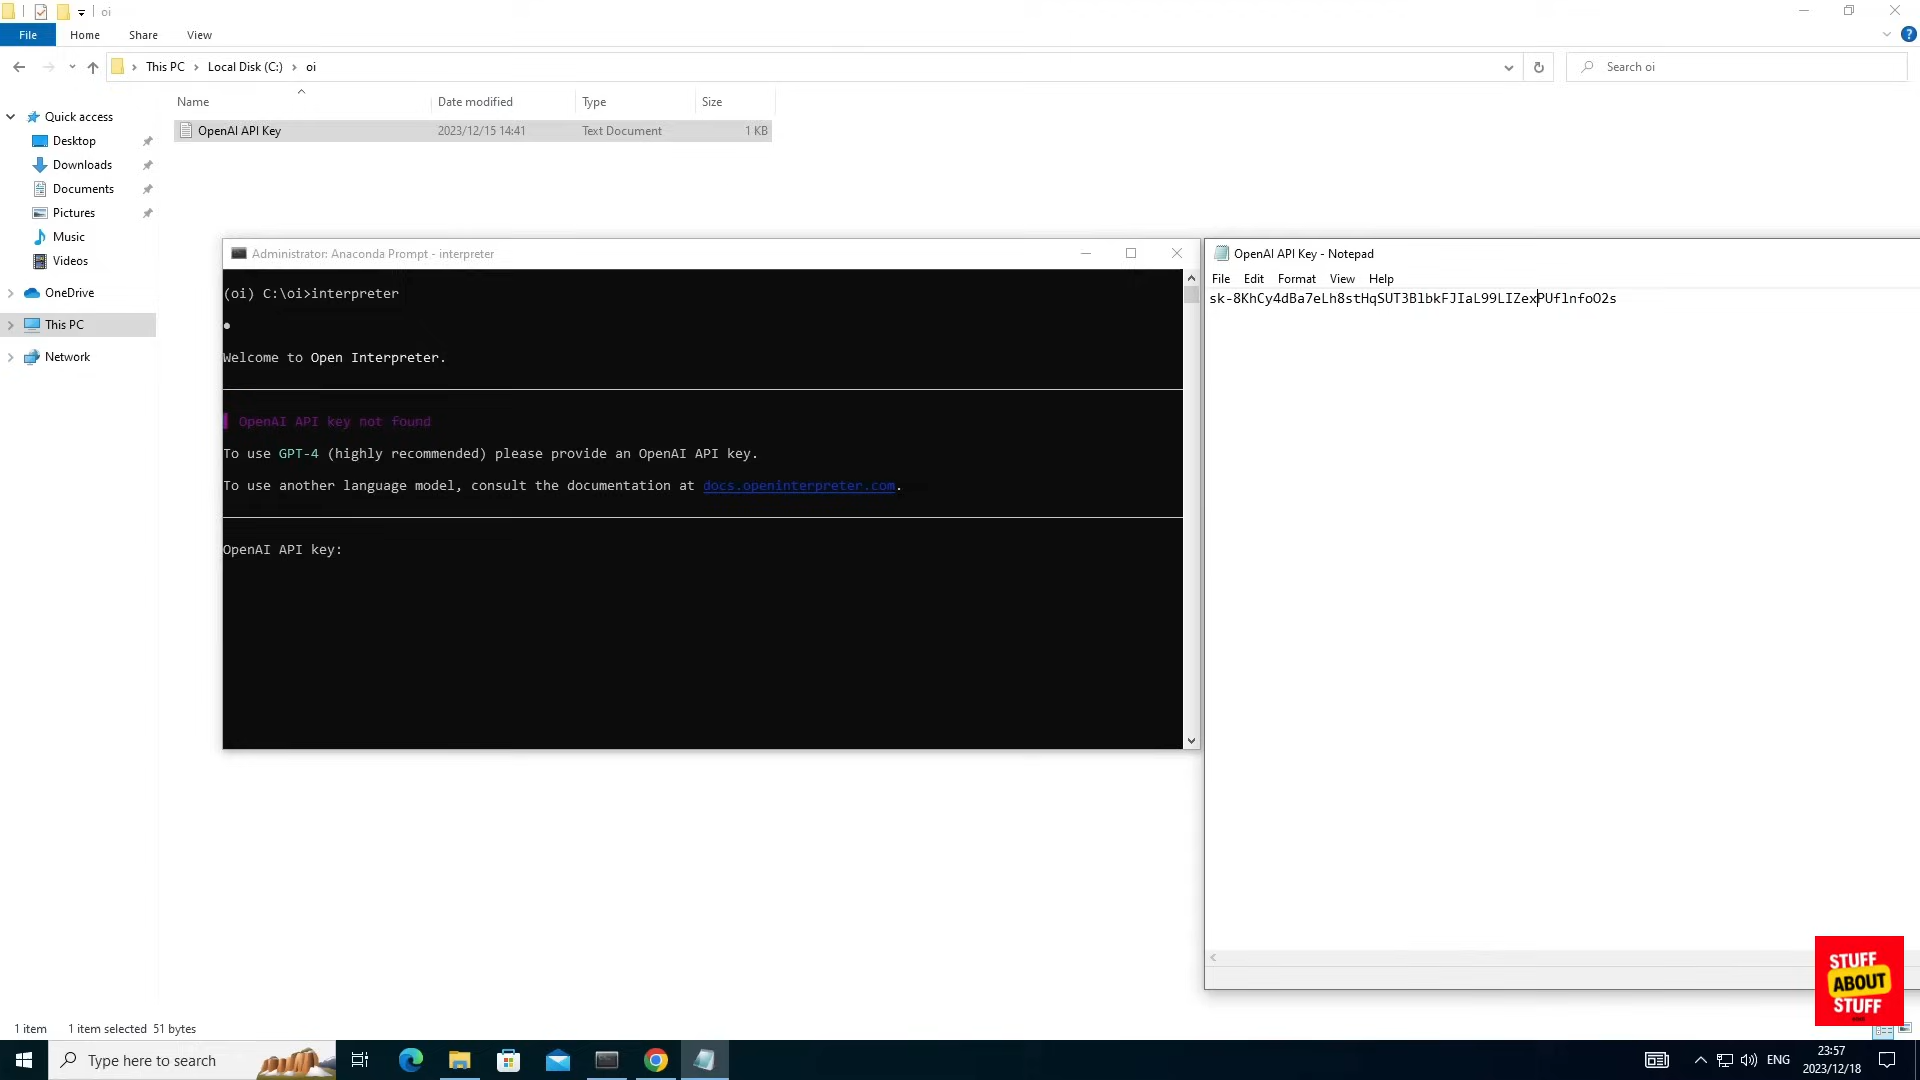 oi
File Home Share View
This PC Local Disk (C:) oi
Search oi
Name Date modified Type Size
OpenAI API Key 2023/12/15 14:41 Text Document 1 KB
Quick access
Desktop
Downloads
Documents
Pictures
Music
Videos
OneDrive
This PC
Network
Administrator: Anaconda Prompt - interpreter
(oi) C:\oi>interpreter
●
Welcome to Open Interpreter.
OpenAI API key not found
To use GPT-4 (highly recommended) please provide an OpenAI API key.
To use another language model, consult the documentation at docs.openinterpreter.com.
OpenAI API key:
OpenAI API Key - Notepad
File Edit Format View Help
STUFF
ABOUT
STUFF
1 item 1 item selected 51 bytes
Type here to search
ENG
23:57
2023/12/18